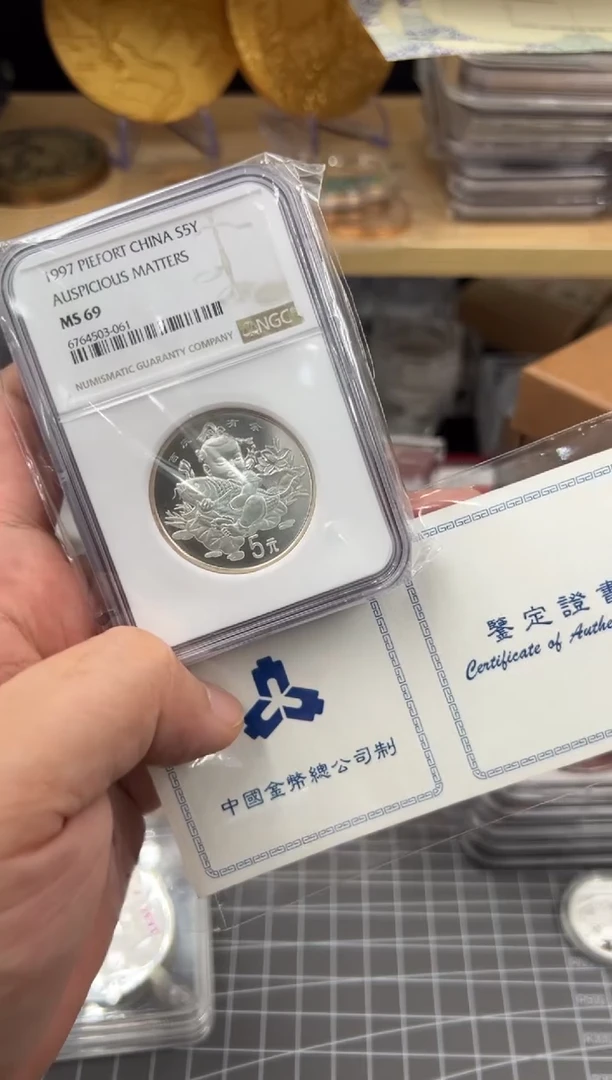 1997 PIEFORT CHINA S5Y
AUSPICIOUS MATTERS
MS 69
6764503-061
NGC
NUMISMATIC GUARANTY COMPANY
5元
鑒定證書
Certificate of Authe
中國金幣總公司制